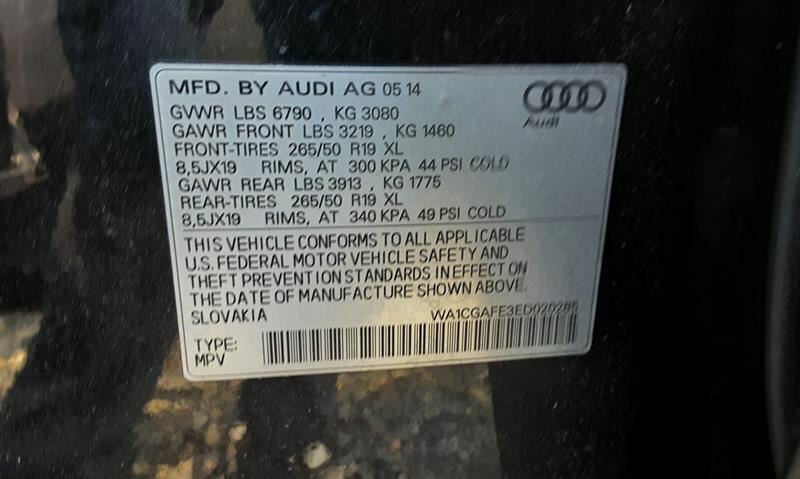 MFD. BY AUDI AG 05 14
Audi
GVWR LBS 6790 , KG 3080
GAWR FRONT LBS 3219 , KG 1460
FRONT-TIRES 265/50 R19 XL
8,5JX19 RIMS, AT 300 KPA 44 PSI COLD
GAWR REAR LBS 3913 , KG 1775
REAR-TIRES 265/50 R19 XL
8,5JX19 RIMS, AT 340 KPA 49 PSI COLD
THIS VEHICLE CONFORMS TO ALL APPLICABLE
U.S. FEDERAL MOTOR VEHICLE SAFETY AND
THEFT PREVENTION STANDARDS IN EFFECT ON
THE DATE OF MANUFACTURE SHOWN ABOVE.
SLOVAKIA WA1CGAFE3ED020285
TYPE:
MPV